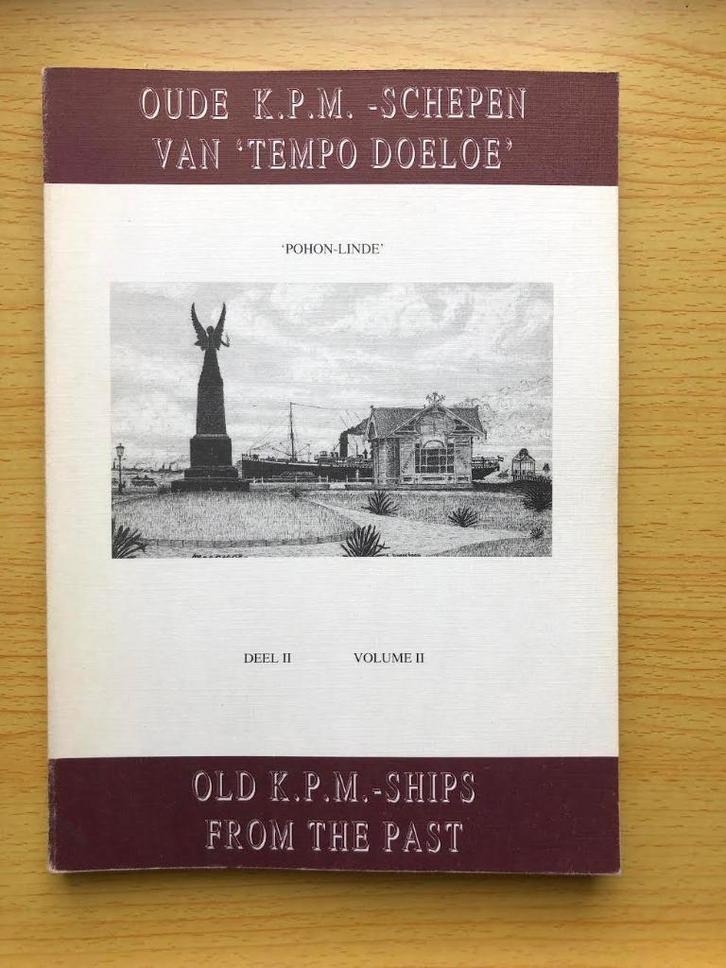 OUDE K.P.M. -SCHEPEN
VAN 'TEMPO DOELOE'
'POHON-LINDE'
DEEL II VOLUME II
OLD K.P.M.-SHIPS
FROM THE PAST